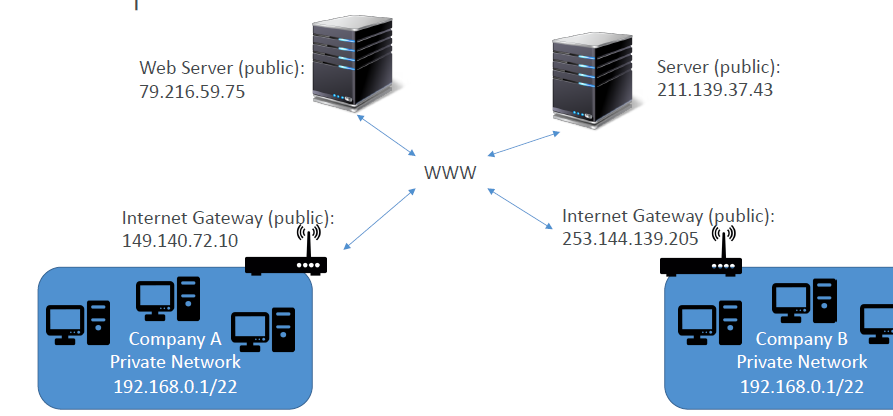 Web Server (public):
79.216.59.75
Server (public):
211.139.37.43
WWW
Internet Gateway (public):
149.140.72.10
Internet Gateway (public):
253.144.139.205
Company A
Private Network
192.168.0.1/22
Company B
Private Network
192.168.0.1/22